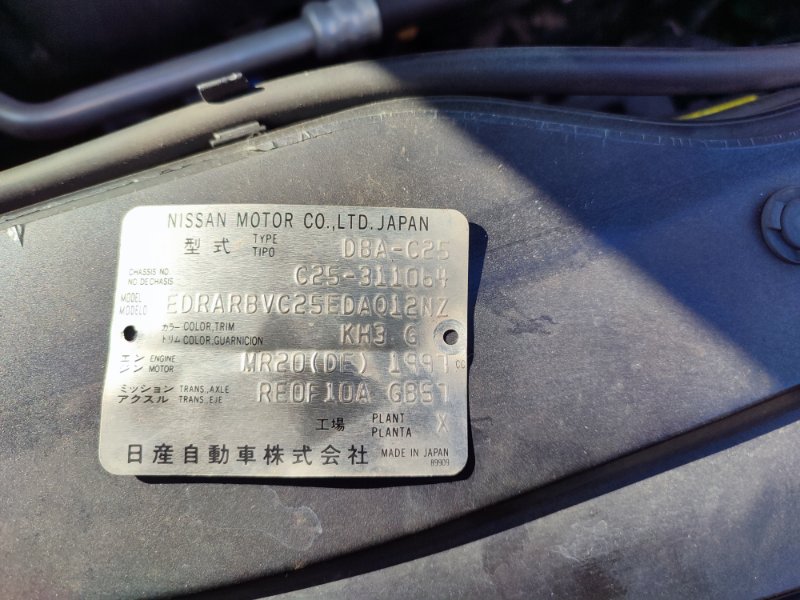 NISSAN MOTOR CO.,LTD. JAPAN
型式 TYPE TIPO DBA-C25
CHASSIS NO. NO.DECHASIS C25-311064
MODEL MODELO EDRARBVC25EDAQ12NZ
カラー COLOR,TRIM トリム COLOR,GUARNICION KH3 G
エンジン ENGINE MOTOR MR20(DE) 1997 CC
ミッション TRANS.,AXLE アクスル TRANS.,EJE RE0F10A GB57
工場 PLANT PLANTA X
日産自動車株式会社 MADE IN JAPAN
89909